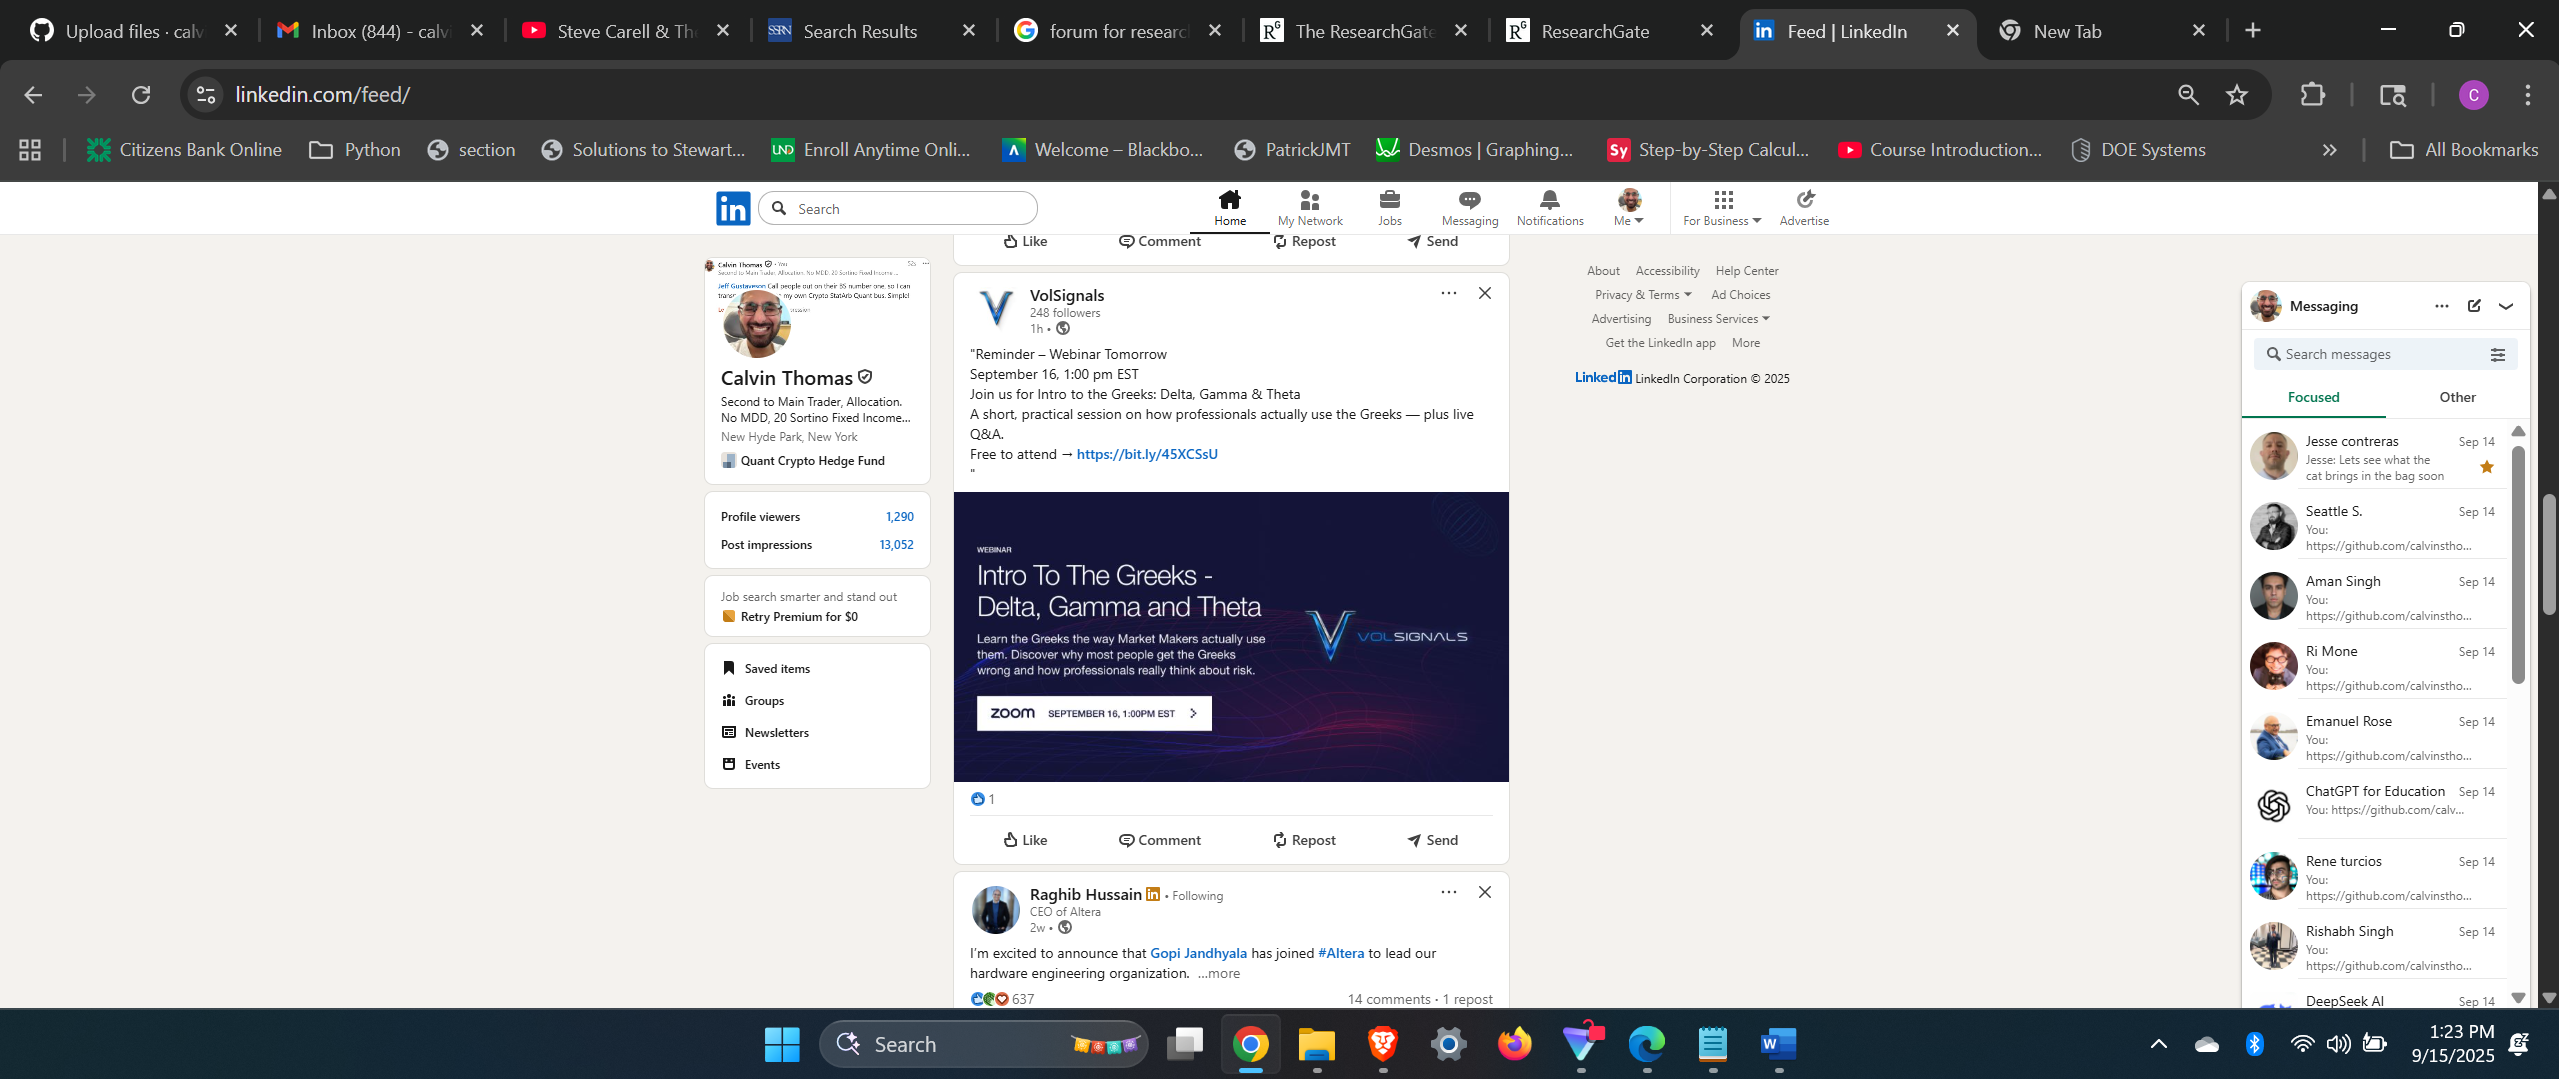 Upload files · calv
Inbox (844) - calvi
Steve Carell & The
Search Results
forum for research
The ResearchGate
ResearchGate
Feed | LinkedIn
New Tab
linkedin.com/feed/
C
Citizens Bank Online
Python
section
Solutions to Stewart...
Enroll Anytime Onli...
Welcome – Blackbo...
PatrickJMT
Desmos | Graphing...
Step-by-Step Calcul...
Course Introduction...
DOE Systems
All Bookmarks
Search
Home
My Network
Jobs
Messaging
Notifications
Me
For Business
Advertise
Like
Comment
Repost
Send
Calvin Thomas
Second to Main Trader, Allocation.
No MDD, 20 Sortino Fixed Income...
New Hyde Park, New York
Quant Crypto Hedge Fund
Profile viewers 1,290
Post impressions 13,052
Job search smarter and stand out
Retry Premium for $0
Saved items
Groups
Newsletters
Events
VolSignals
248 followers
1h •
"Reminder – Webinar Tomorrow
September 16, 1:00 pm EST
Join us for Intro to the Greeks: Delta, Gamma & Theta
A short, practical session on how professionals actually use the Greeks — plus live
Q&A.
Free to attend → https://bit.ly/45XCSsU
"
WEBINAR
Intro To The Greeks -
Delta, Gamma and Theta
Learn the Greeks the way Market Makers actually use
them. Discover why most people get the Greeks
wrong and how professionals really think about risk.
zoom SEPTEMBER 16, 1:00PM EST
VOLSIGNALS
1
Like
Comment
Repost
Send
Raghib Hussain • Following
CEO of Altera
2w •
I'm excited to announce that Gopi Jandhyala has joined #Altera to lead our
hardware engineering organization. ...more
637
14 comments · 1 repost
About Accessibility Help Center
Privacy & Terms Ad Choices
Advertising Business Services
Get the LinkedIn app More
LinkedIn LinkedIn Corporation © 2025
Messaging
Search messages
Focused
Other
Jesse contreras Sep 14
Jesse: Lets see what the
cat brings in the bag soon
Seattle S. Sep 14
You:
https://github.com/calvinstho...
Aman Singh Sep 14
You:
https://github.com/calvinstho...
Ri Mone Sep 14
You:
https://github.com/calvinstho...
Emanuel Rose Sep 14
You:
https://github.com/calvinstho...
ChatGPT for Education Sep 14
You: https://github.com/calv...
Rene turcios Sep 14
You:
https://github.com/calvinstho...
Rishabh Singh Sep 14
You:
https://github.com/calvinstho...
DeepSeek AI Sep 14
Search
1:23 PM
9/15/2025